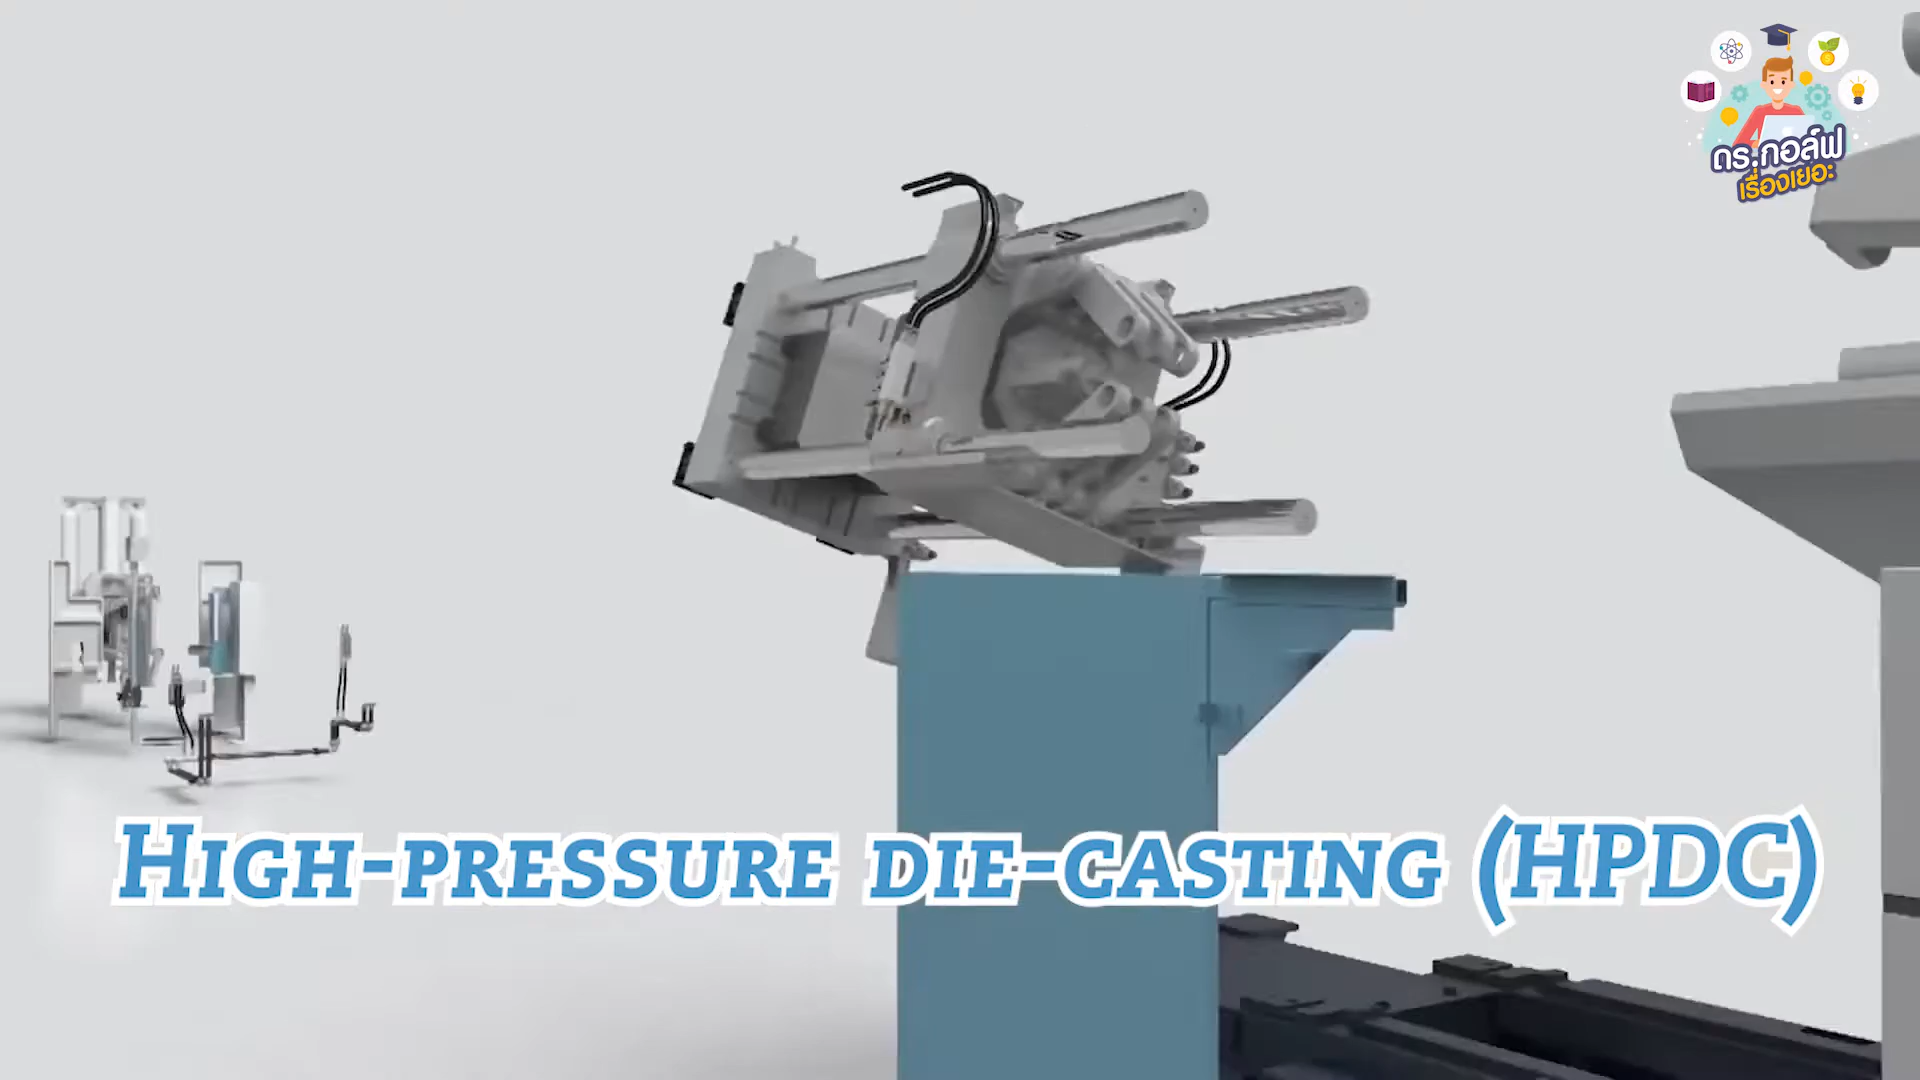 ดร.กอล์ฟ
เรื่องเยอะ
HIGH-PRESSURE DIE-CASTING (HPDC)